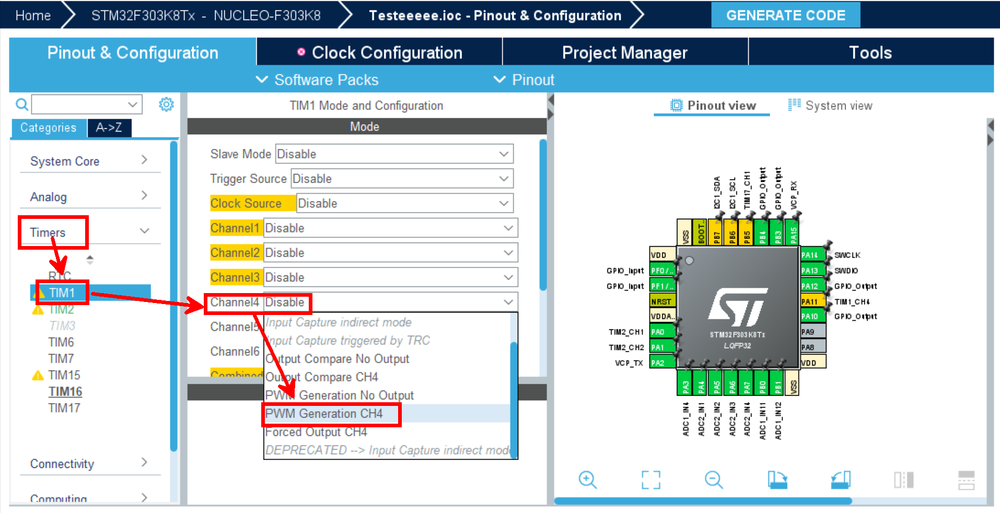 Home
STM32F303K8Tx - NUCLEO-F303K8
Testeeeee.ioc - Pinout & Configuration
GENERATE CODE
Pinout & Configuration
Clock Configuration
Project Manager
Tools
Software Packs
Pinout
Categories
A->Z
System Core
Analog
Timers
RTC
TIM1
TIM2
TIM3
TIM6
TIM7
TIM15
TIM16
TIM17
Connectivity
Computing
TIM1 Mode and Configuration
Mode
Slave Mode Disable
Trigger Source Disable
Clock Source Disable
Channel1 Disable
Channel2 Disable
Channel3 Disable
Channel4 Disable
Channel5
Channel6
Combined
Input Capture indirect mode
Input Capture triggered by TRC
Output Compare No Output
Output Compare CH4
PWM Generation No Output
PWM Generation CH4
Forced Output CH4
DEPRECATED --> Input Capture indirect mode
Pinout view
System view
I2C1_SDA
I2C1_SCL
TIM17_CH1
GPIO_Output
GPIO_Output
VCP_RX
VSS
BOOT..
PB7
PB6
PB5
PB4
PB3
PA15
VDD
GPIO_Input PF0/..
GPIO_Input PF1/..
NRST
VDDA..
TIM2_CH1 PA0
TIM2_CH2 PA1
VCP_TX PA2
STM32F303K8Tx
LQFP32
PA14 SWCLK
PA13 SWDIO
PA12 GPIO_Output
PA11 TIM1_CH4
PA10 GPIO_Output
PA9
PA8
VDD
PA3
PA4
PA5
PA6
PA7
PB0
PB1
VSS
ADC1_IN4
ADC2_IN1
ADC2_IN2
ADC2_IN3
ADC2_IN4
ADC1_IN11
ADC1_IN12